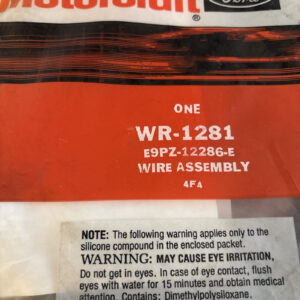 Motorcraft
Ford
ONE
WR-1281
E9PZ-12286-E
WIRE ASSEMBLY
4F4
NOTE: The following warning applies only to the
silicone compound in the enclosed packet.
WARNING: MAY CAUSE EYE IRRITATION,
Do not get in eyes. In case of eye contact, flush
eyes with water for 15 minutes and obtain medical
attention. Contains: Dimethylpolysiloxane.